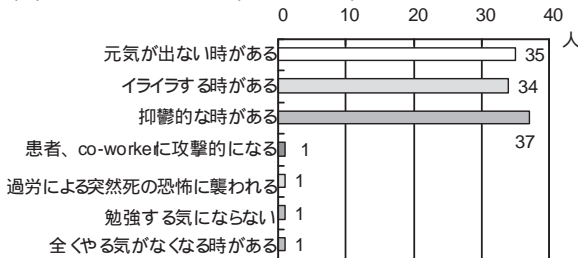 0 10 20 30 40
人
元気が出ない時がある 35
イライラする時がある 34
抑鬱的な時がある 37
患者、co-workerに攻撃的になる 1
過労による突然死の恐怖に襲われる 1
勉強する気にならない 1
全くやる気がなくなる時がある 1